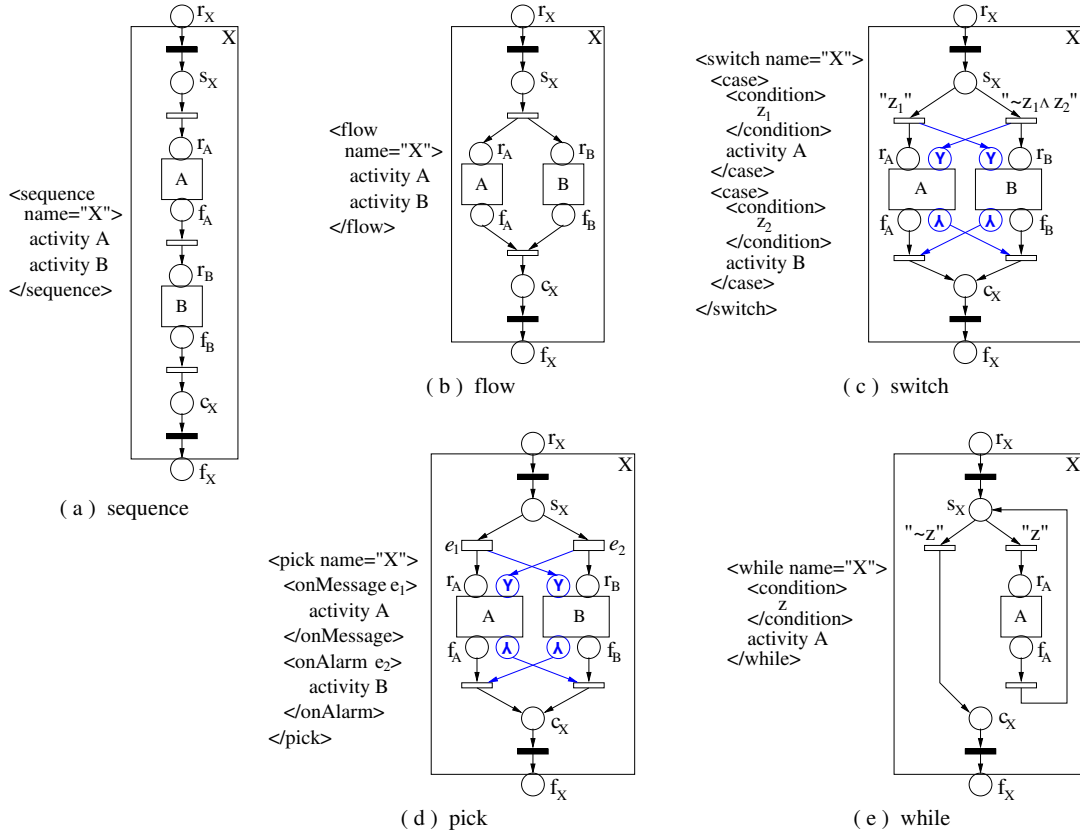 r_X
X
s_X
r_A
A
f_A
r_B
B
f_B
c_X
f_X
<sequence
name="X">
activity A
activity B
</sequence>
( a ) sequence
r_X
X
s_X
<flow
name="X">
activity A
activity B
</flow>
r_A
r_B
A
B
f_A
f_B
c_X
f_X
( b ) flow
r_X
X
<switch name="X">
<case>
<condition>
z_1
</condition>
activity A
</case>
<case>
<condition>
z_2
</condition>
activity B
</case>
</switch>
s_X
"z_1"
"~z_1 ∧ z_2"
r_A
Y
Y
r_B
A
B
f_A
⅄
⅄
f_B
c_X
f_X
( c ) switch
r_X
X
s_X
<pick name="X">
<onMessage e_1>
activity A
</onMessage>
<onAlarm e_2>
activity B
</onAlarm>
</pick>
e_1
e_2
r_A
Y
Y
r_B
A
B
f_A
⅄
⅄
f_B
c_X
f_X
( d ) pick
r_X
X
s_X
"~z"
"z"
<while name="X">
<condition>
z
</condition>
activity A
</while>
r_A
A
f_A
c_X
f_X
( e ) while